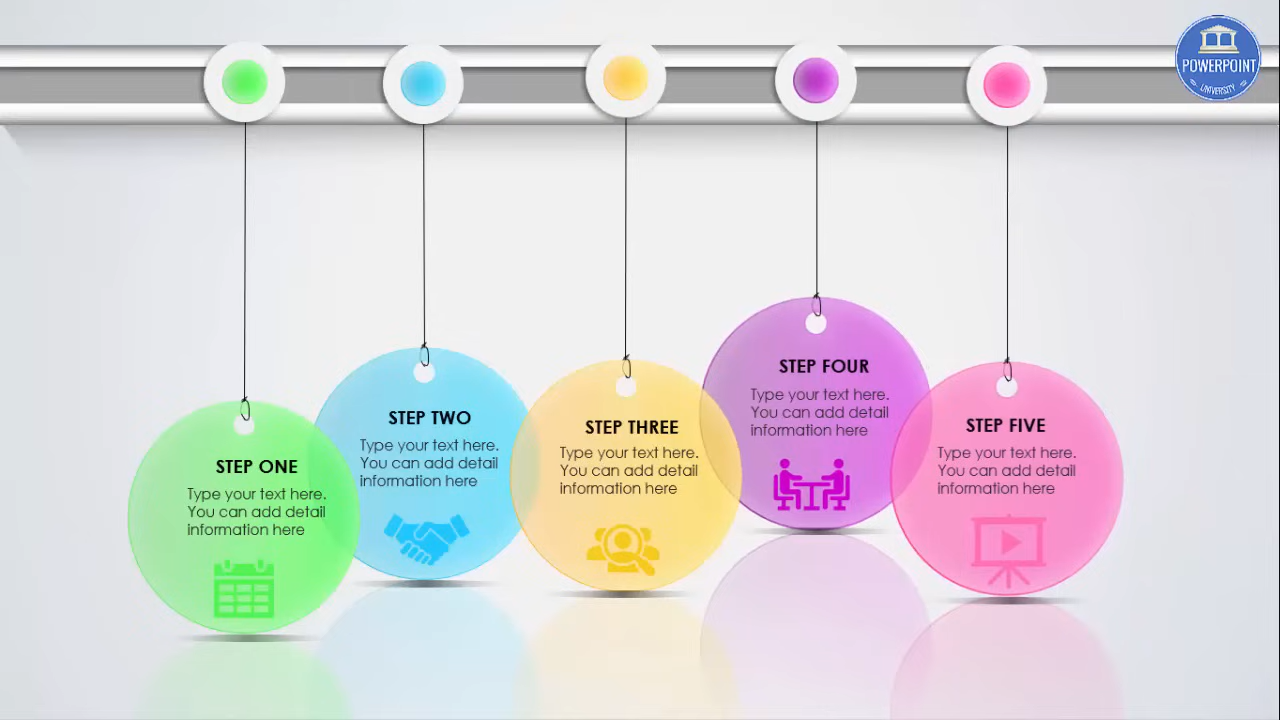 POWERPOINT
UNIVERSITY
STEP ONE
Type your text here.
You can add detail
information here
STEP TWO
Type your text here.
You can add detail
information here
STEP THREE
Type your text here.
You can add detail
information here
STEP FOUR
Type your text here.
You can add detail
information here
STEP FIVE
Type your text here.
You can add detail
information here